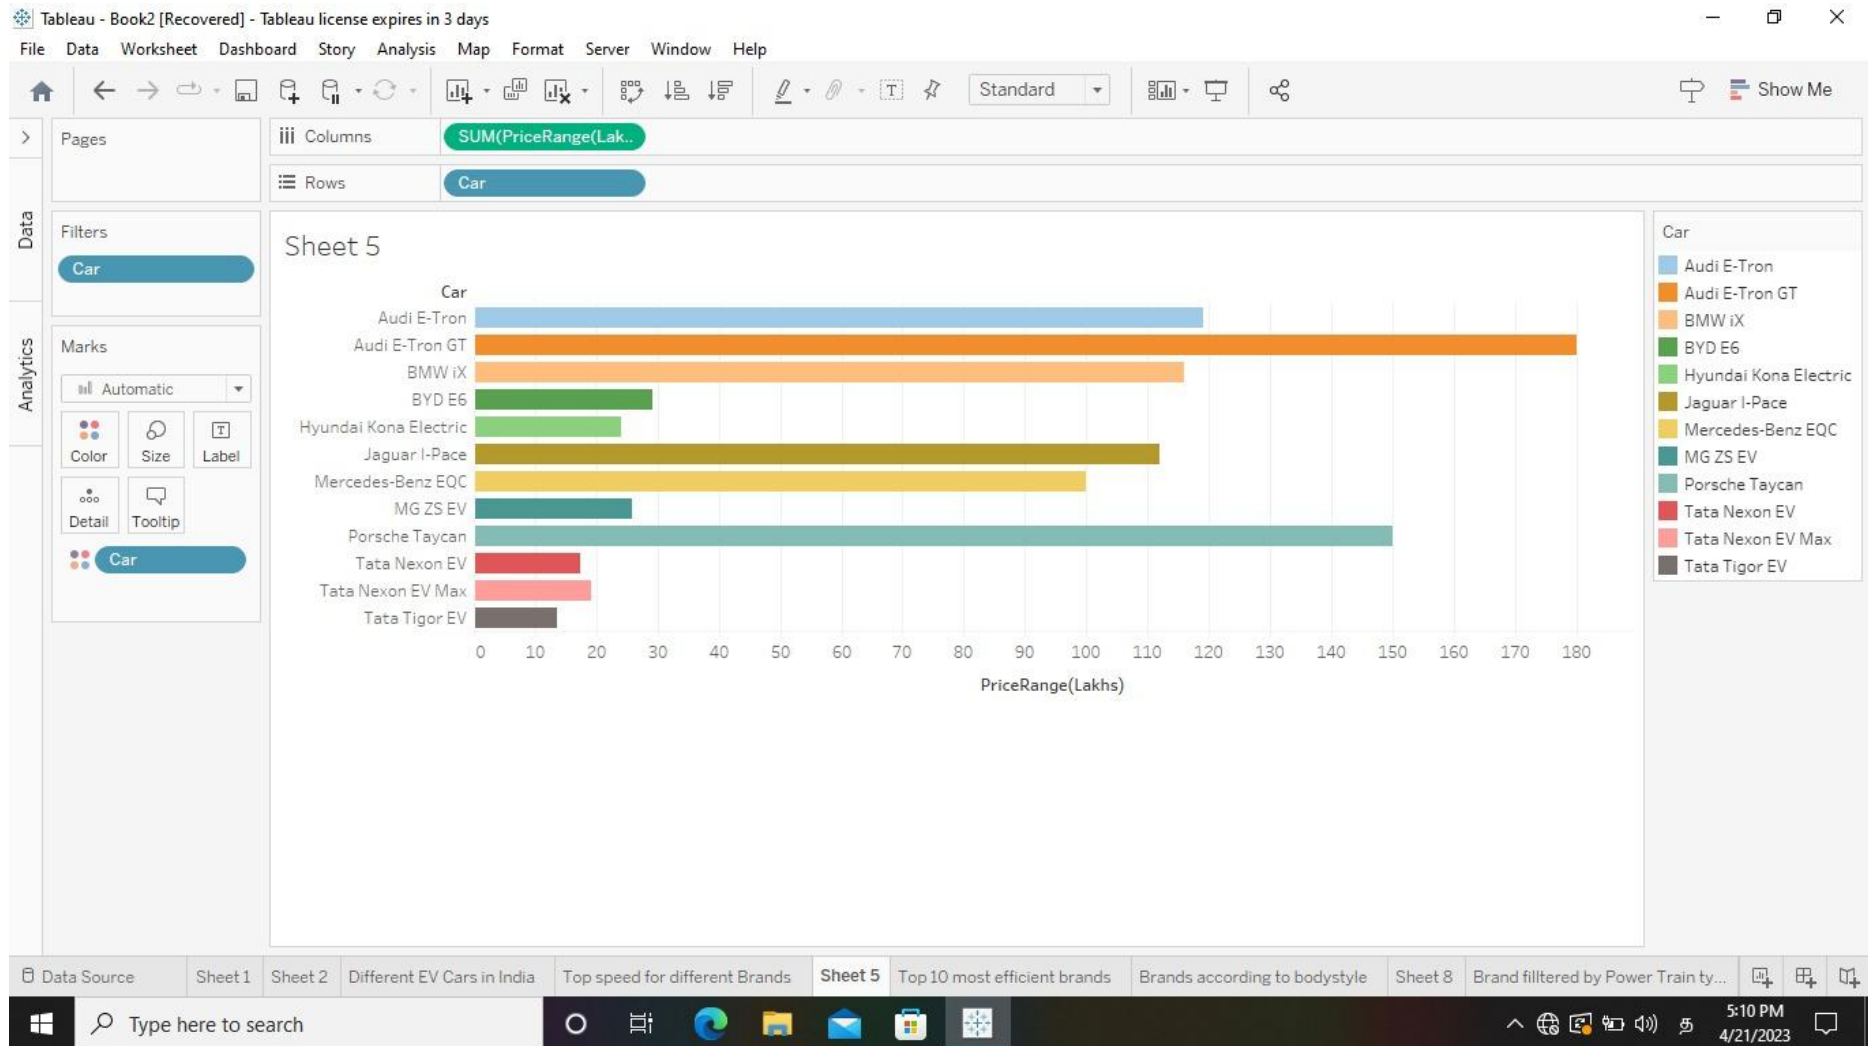 Tableau - Book2 [Recovered] - Tableau license expires in 3 days
File Data Worksheet Dashboard Story Analysis Map Format Server Window Help
Standard
Show Me
Pages
Columns
SUM(PriceRange(Lak..
Rows
Car
Data
Analytics
Filters
Car
Marks
Automatic
Color
Size
T
Label
Detail
Tooltip
Car
Sheet 5
Car
Audi E-Tron
Audi E-Tron GT
BMW iX
BYD E6
Hyundai Kona Electric
Jaguar I-Pace
Mercedes-Benz EQC
MG ZS EV
Porsche Taycan
Tata Nexon EV
Tata Nexon EV Max
Tata Tigor EV
0 10 20 30 40 50 60 70 80 90 100 110 120 130 140 150 160 170 180
PriceRange(Lakhs)
Car
Audi E-Tron
Audi E-Tron GT
BMW iX
BYD E6
Hyundai Kona Electric
Jaguar I-Pace
Mercedes-Benz EQC
MG ZS EV
Porsche Taycan
Tata Nexon EV
Tata Nexon EV Max
Tata Tigor EV
Data Source Sheet 1 Sheet 2 Different EV Cars in India Top speed for different Brands Sheet 5 Top 10 most efficient brands Brands according to bodystyle Sheet 8 Brand filltered by Power Train ty...
Type here to search
த
5:10 PM
4/21/2023